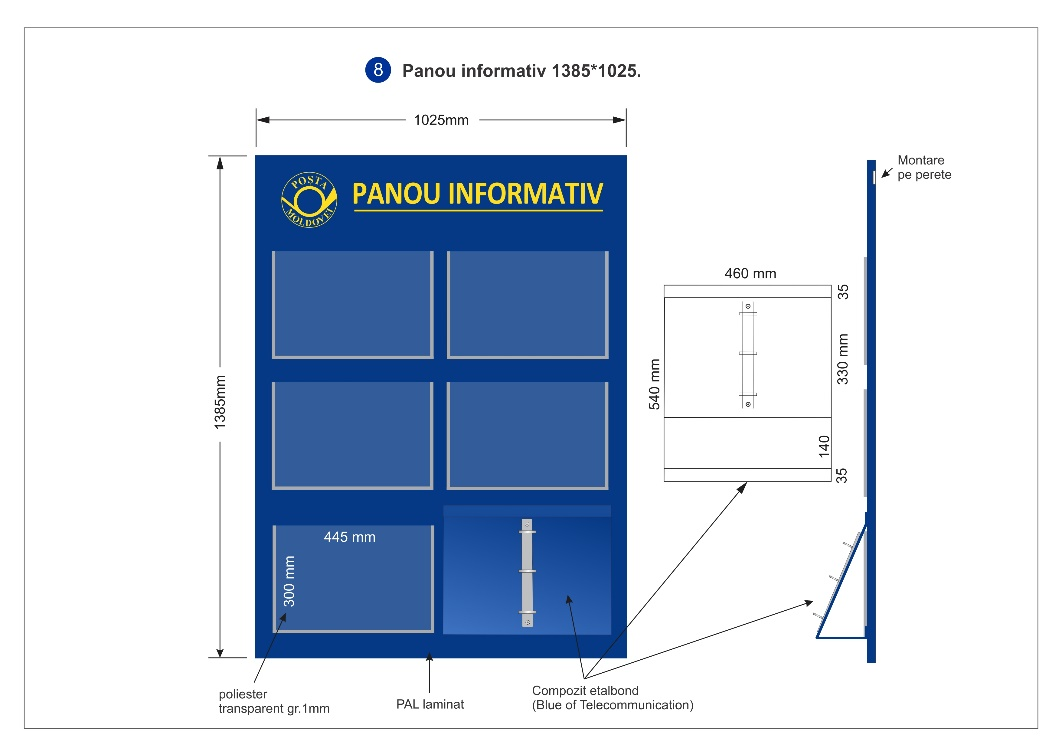 8 Panou informativ 1385*1025.
1025mm
1385mm
POSTA
MOLDOVEI
PANOU INFORMATIV
445 mm
300 mm
460 mm
35
330 mm
540 mm
140
35
Montare
pe perete
poliester
transparent gr.1mm
PAL laminat
Compozit etalbond
(Blue of Telecommunication)